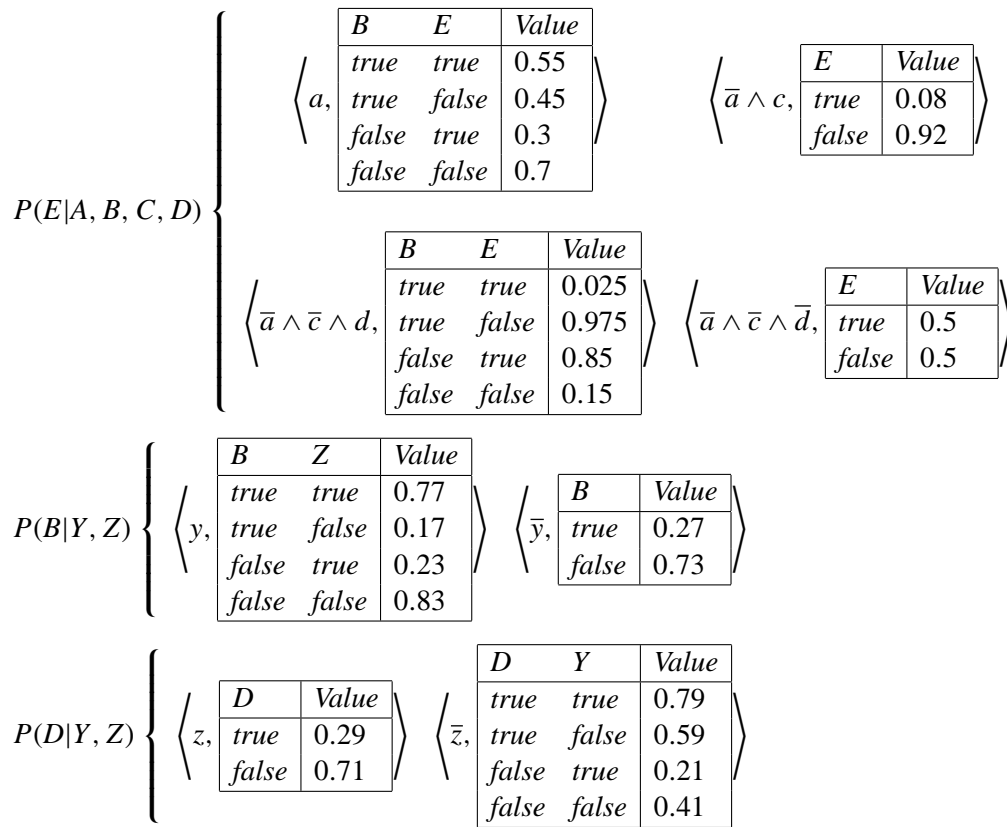 P(E|A, B, C, D)
⟨a,
B E Value
true true 0.55
true false 0.45
false true 0.3
false false 0.7
⟩
⟨a̅ ∧ c,
E Value
true 0.08
false 0.92
⟩
⟨a̅ ∧ c̅ ∧ d,
B E Value
true true 0.025
true false 0.975
false true 0.85
false false 0.15
⟩
⟨a̅ ∧ c̅ ∧ d̅,
E Value
true 0.5
false 0.5
⟩
P(B|Y, Z)
⟨y,
B Z Value
true true 0.77
true false 0.17
false true 0.23
false false 0.83
⟩
⟨y̅,
B Value
true 0.27
false 0.73
⟩
P(D|Y, Z)
⟨z,
D Value
true 0.29
false 0.71
⟩
⟨z̅,
D Y Value
true true 0.79
true false 0.59
false true 0.21
false false 0.41
⟩